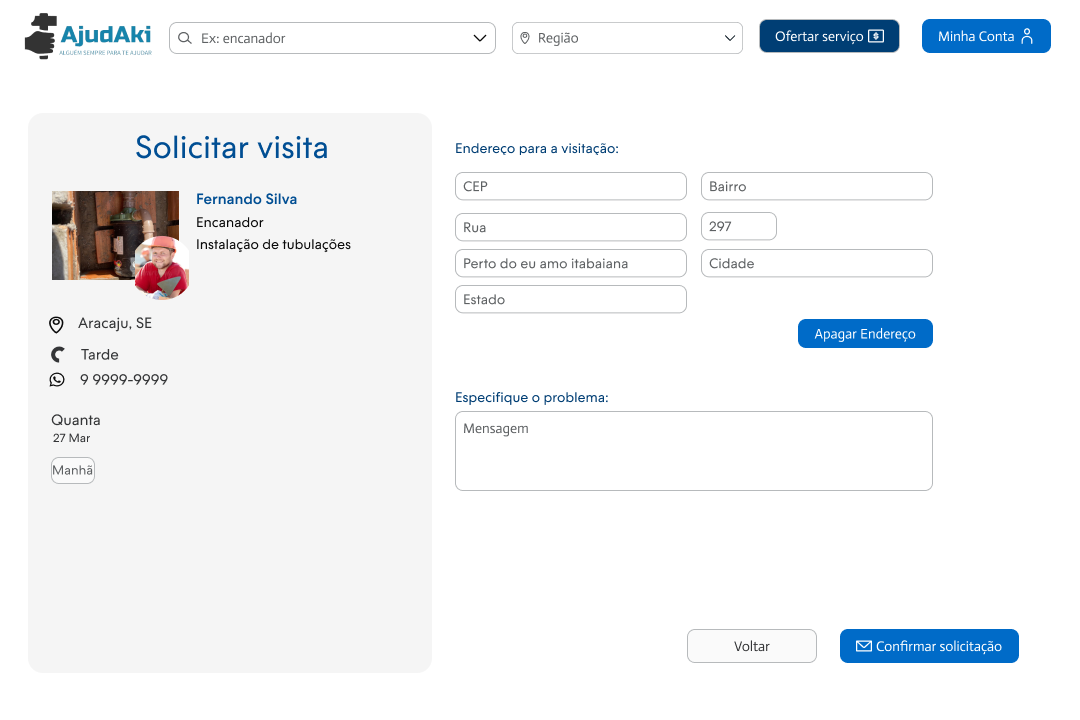 AjudAki
ALGUÉM SEMPRE PARA TE AJUDAR
Ex: encanador
Região
Ofertar serviço
Minha Conta
Solicitar visita
Fernando Silva
Encanador
Instalação de tubulações
Aracaju, SE
Tarde
9 9999-9999
Quanta
27 Mar
Manhã
Endereço para a visitação:
CEP
Bairro
Rua
297
Perto do eu amo itabaiana
Cidade
Estado
Apagar Endereço
Especifique o problema:
Mensagem
Voltar
Confirmar solicitação